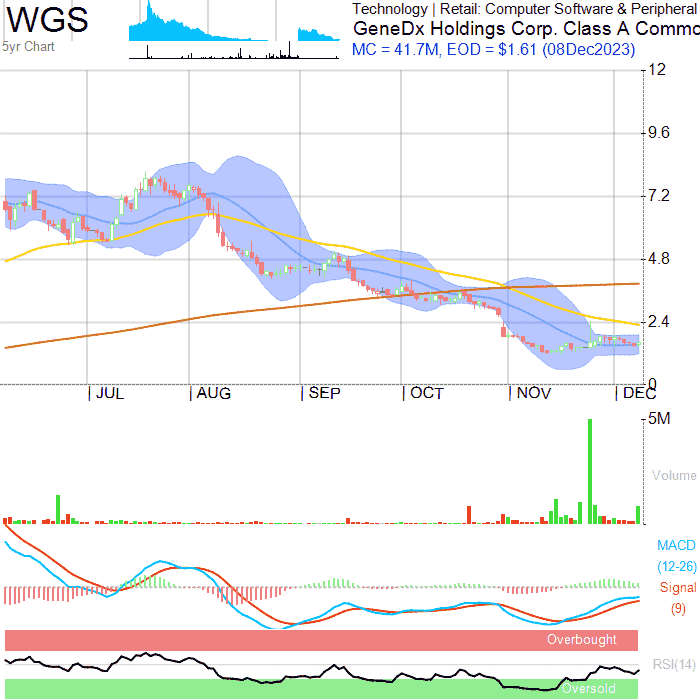 WGS
5yr Chart
Technology | Retail: Computer Software & Peripheral
GeneDx Holdings Corp. Class A Commo
MC = 41.7M, EOD = $1.61 (08Dec2023)
12
9.6
7.2
4.8
2.4
0
JUL AUG SEP OCT NOV DEC
5M
Volume
MACD
(12-26)
Signal
(9)
Overbought
RSI(14)
Oversold